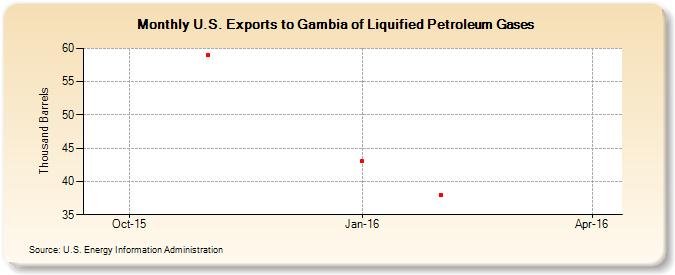 Monthly U.S. Exports to Gambia of Liquified Petroleum Gases
Thousand Barrels
60
55
50
45
40
35
Oct-15
Jan-16
Apr-16
Source: U.S. Energy Information Administration